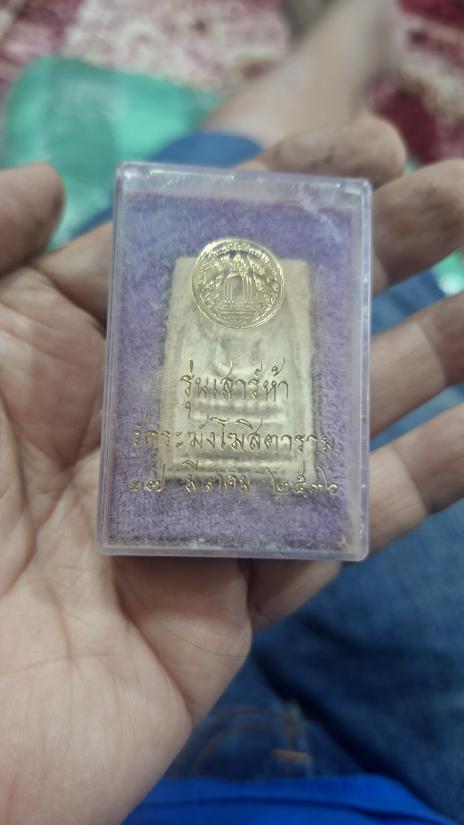 รุ่นเสาร์ห้า
วัดระฆังโฆสิตาราม
๒๗ มีนาคม ๒๕๓๖